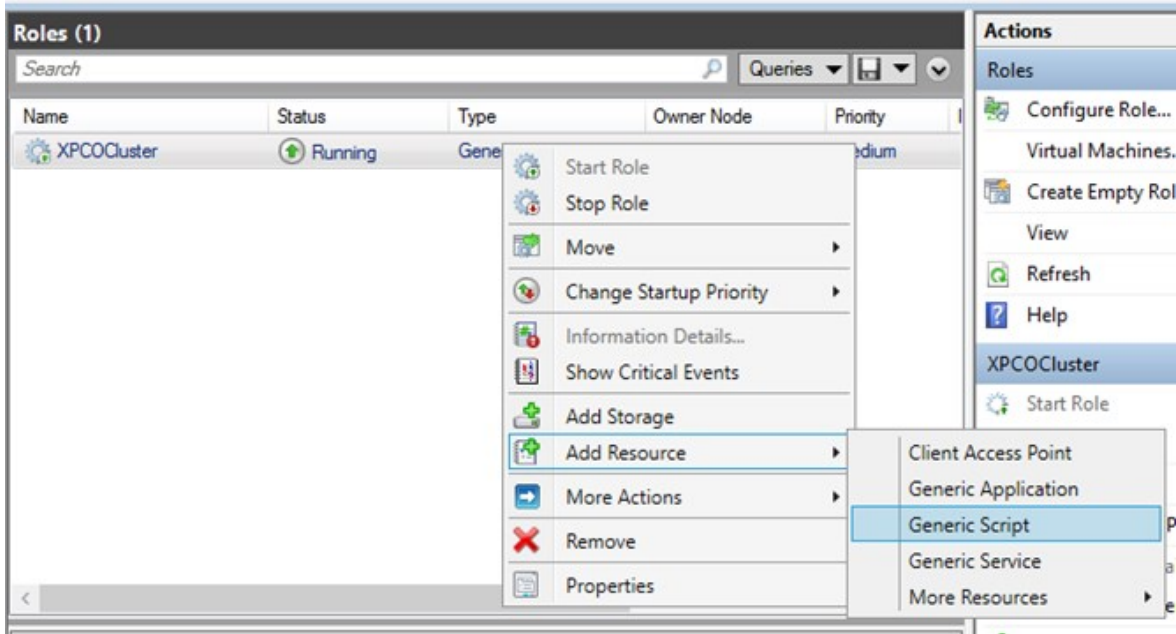 Roles (1)
Search
Queries
Name Status Type Owner Node Priority
XPCOCluster Running Gene edium
Start Role
Stop Role
Move
Change Startup Priority
Information Details...
Show Critical Events
Add Storage
Add Resource
More Actions
Remove
Properties
Client Access Point
Generic Application
Generic Script
Generic Service
More Resources
Actions
Roles
Configure Role...
Virtual Machines.
Create Empty Rol
View
Refresh
Help
XPCOCluster
Start Role